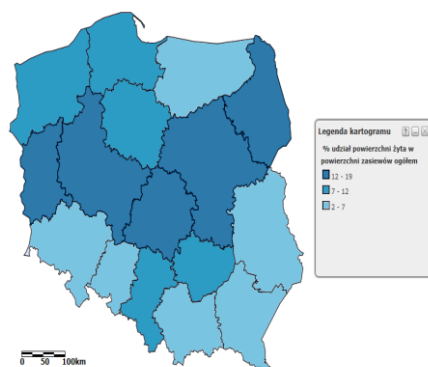 Legenda kartogramu
% udział powierzchni żyta w
powierzchni zasiewów ogółem
12 - 19
7 - 12
2 - 7
0 50 100km